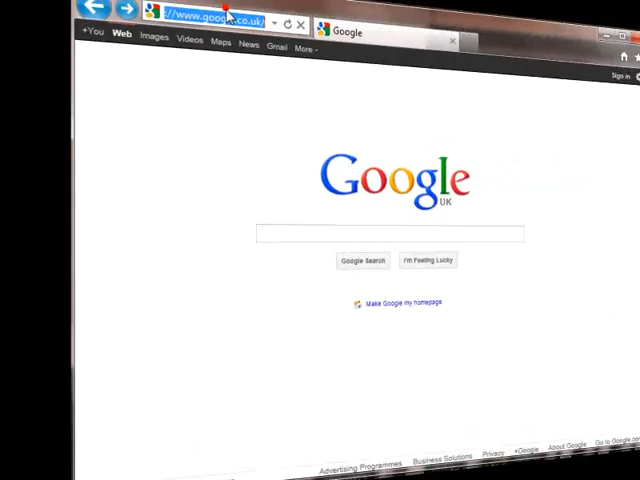 ://www.google.co.uk/
Google
+You Web Images Videos Maps News Gmail More
Sign in
Google
UK
Google Search I'm Feeling Lucky
Make Google my homepage
Advertising Programmes Business Solutions Privacy +Google About Google Go to Google.com